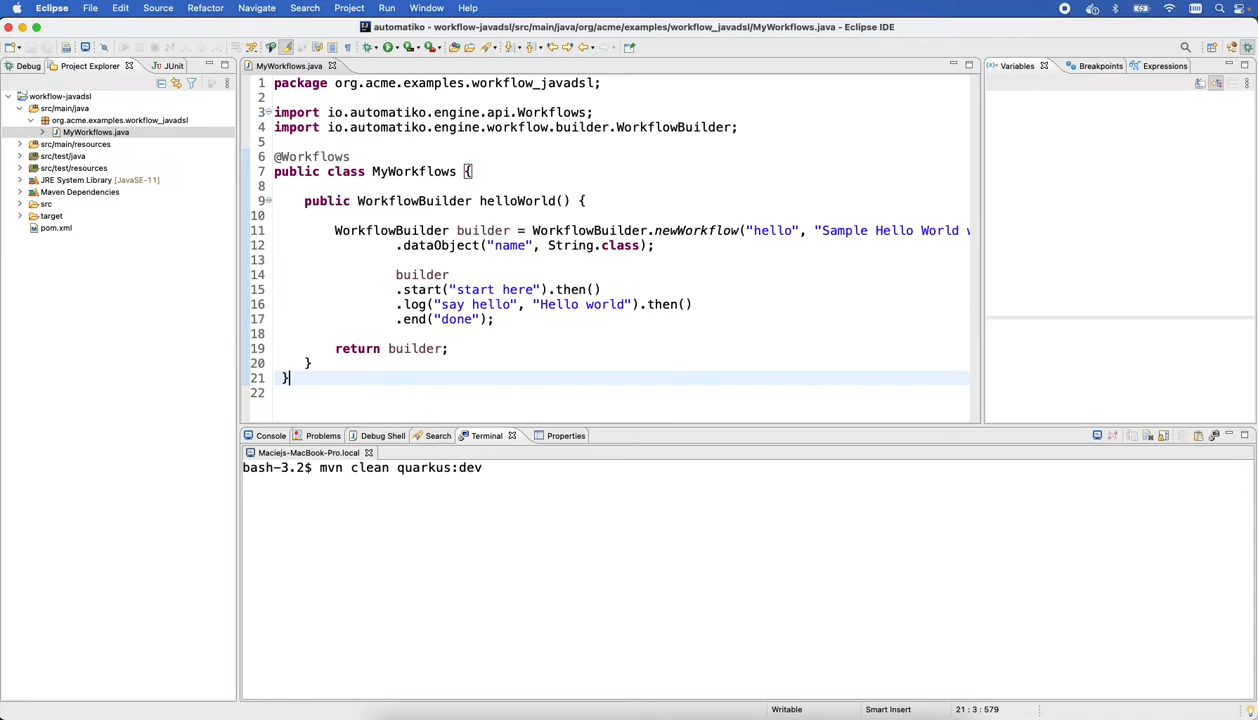 Eclipse File Edit Source Refactor Navigate Search Project Run Window Help
automatiko - workflow-javadsl/src/main/java/org/acme/examples/workflow_javadsl/MyWorkflows.java - Eclipse IDE
Debug Project Explorer JUnit
workflow-javadsl
src/main/java
org.acme.examples.workflow_javadsl
MyWorkflows.java
src/main/resources
src/test/java
src/test/resources
JRE System Library [JavaSE-11]
Maven Dependencies
src
target
pom.xml
MyWorkflows.java
1 package org.acme.examples.workflow_javadsl;
2
3 import io.automatiko.engine.api.Workflows;
4 import io.automatiko.engine.workflow.builder.WorkflowBuilder;
5
6 @Workflows
7 public class MyWorkflows {
8
9 public WorkflowBuilder helloWorld() {
10
11 WorkflowBuilder builder = WorkflowBuilder.newWorkflow("hello", "Sample Hello World w
12 .dataObject("name", String.class);
13
14 builder
15 .start("start here").then()
16 .log("say hello", "Hello world").then()
17 .end("done");
18
19 return builder;
20 }
21 }
22
Variables Breakpoints Expressions
Console Problems Debug Shell Search Terminal Properties
Maciejs-MacBook-Pro.local
bash-3.2$ mvn clean quarkus:dev
Writable Smart Insert 21 : 3 : 579